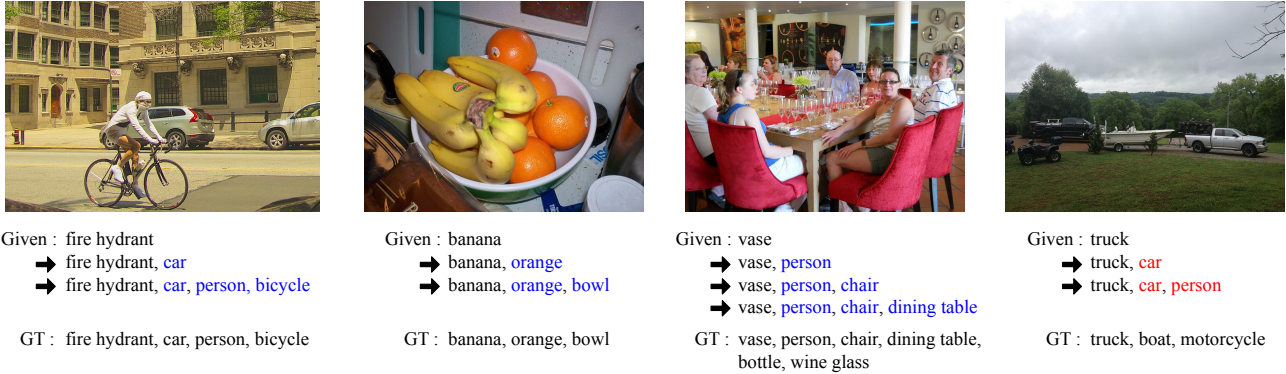 Given : fire hydrant
➔ fire hydrant, car
➔ fire hydrant, car, person, bicycle
GT : fire hydrant, car, person, bicycle
Given : banana
➔ banana, orange
➔ banana, orange, bowl
GT : banana, orange, bowl
Given : vase
➔ vase, person
➔ vase, person, chair
➔ vase, person, chair, dining table
GT : vase, person, chair, dining table,
bottle, wine glass
Given : truck
➔ truck, car
➔ truck, car, person
GT : truck, boat, motorcycle